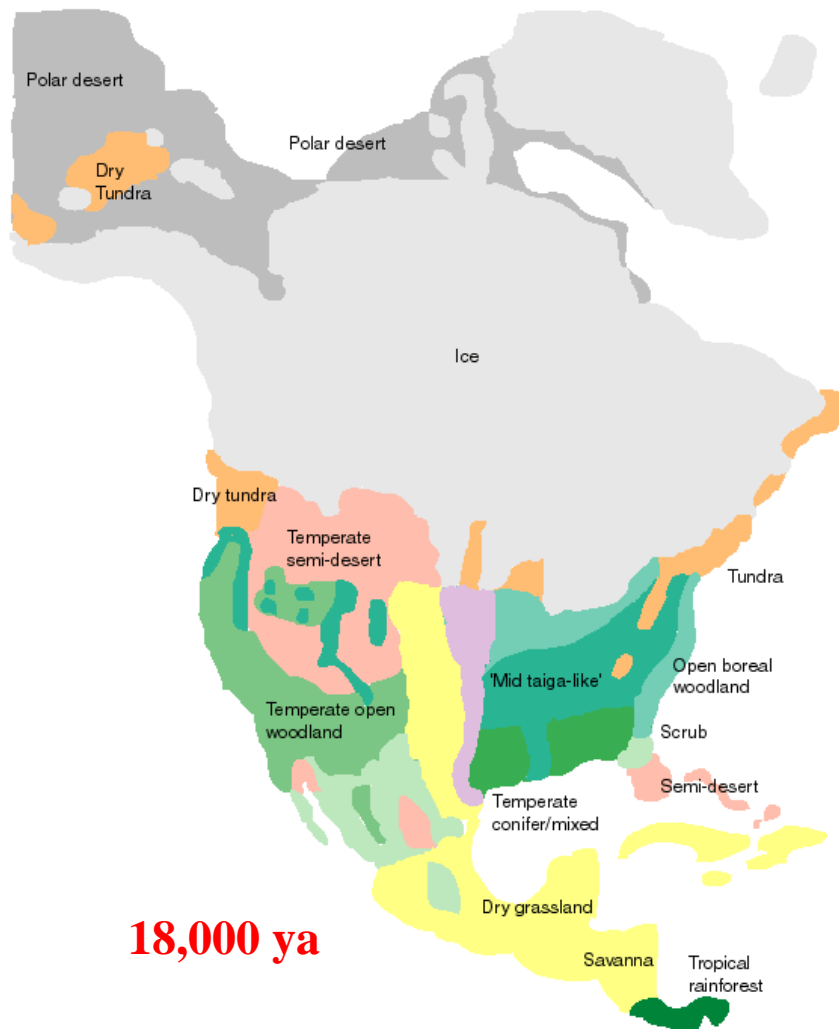 Polar desert
Polar desert
Dry
Tundra
Ice
Dry tundra
Temperate
semi-desert
Tundra
'Mid taiga-like'
Open boreal
woodland
Temperate open
woodland
Scrub
Semi-desert
Temperate
conifer/mixed
Dry grassland
18,000 ya
Savanna
Tropical
rainforest